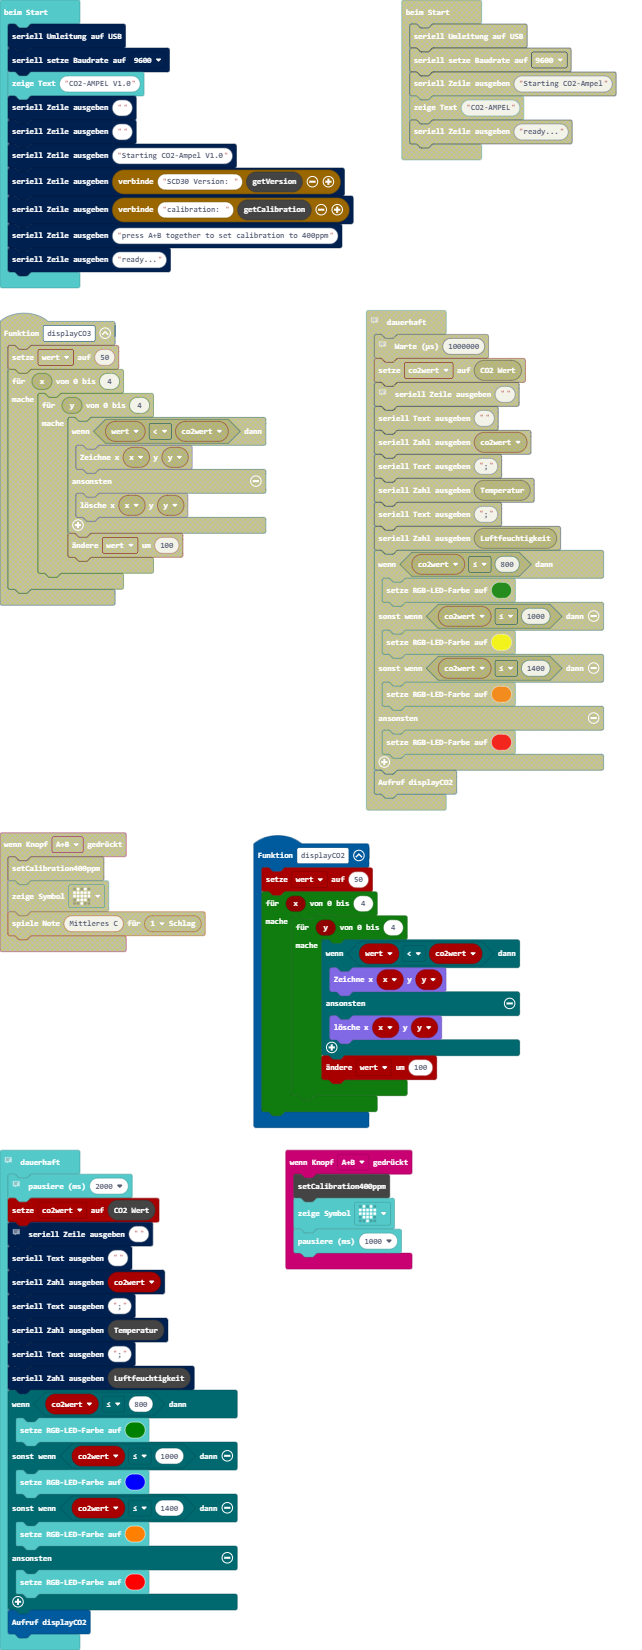 beim Start
seriell Umleitung auf USB
seriell setze Baudrate auf 9600
zeige Text "CO2-AMPEL V1.0"
seriell Zeile ausgeben ""
seriell Zeile ausgeben ""
seriell Zeile ausgeben "Starting CO2-Ampel V1.0"
seriell Zeile ausgeben verbinde "SCD30 Version: " getVersion
seriell Zeile ausgeben verbinde "calibration: " getCalibration
seriell Zeile ausgeben "press A+B together to set calibration to 400ppm"
seriell Zeile ausgeben "ready..."
beim Start
seriell Umleitung auf USB
seriell setze Baudrate auf 9600
seriell Zeile ausgeben "Starting CO2-Ampel"
zeige Text "CO2-AMPEL"
seriell Zeile ausgeben "ready..."
Funktion displayCO3
setze wert auf 50
für x von 0 bis 4
mache
für y von 0 bis 4
mache
wenn wert < co2wert dann
Zeichne x x y y
ansonsten
lösche x x y y
ändere wert um 100
dauerhaft
Warte (µs) 1000000
setze co2wert auf CO2 Wert
seriell Zeile ausgeben ""
seriell Text ausgeben ""
seriell Zahl ausgeben co2wert
seriell Text ausgeben ";"
seriell Zahl ausgeben Temperatur
seriell Text ausgeben ";"
seriell Zahl ausgeben Luftfeuchtigkeit
wenn co2wert ≤ 800 dann
setze RGB-LED-Farbe auf
sonst wenn co2wert ≤ 1000 dann
setze RGB-LED-Farbe auf
sonst wenn co2wert ≤ 1400 dann
setze RGB-LED-Farbe auf
ansonsten
setze RGB-LED-Farbe auf
Aufruf displayCO2
wenn Knopf A+B gedrückt
setCalibration400ppm
zeige Symbol
spiele Note Mittleres C für 1 Schlag
Funktion displayCO2
setze wert auf 50
für x von 0 bis 4
mache
für y von 0 bis 4
mache
wenn wert < co2wert dann
Zeichne x x y y
ansonsten
lösche x x y y
ändere wert um 100
dauerhaft
pausiere (ms) 2000
setze co2wert auf CO2 Wert
seriell Zeile ausgeben ""
seriell Text ausgeben ""
seriell Zahl ausgeben co2wert
seriell Text ausgeben ";"
seriell Zahl ausgeben Temperatur
seriell Text ausgeben ";"
seriell Zahl ausgeben Luftfeuchtigkeit
wenn co2wert ≤ 800 dann
setze RGB-LED-Farbe auf
sonst wenn co2wert ≤ 1000 dann
setze RGB-LED-Farbe auf
sonst wenn co2wert ≤ 1400 dann
setze RGB-LED-Farbe auf
ansonsten
setze RGB-LED-Farbe auf
Aufruf displayCO2
wenn Knopf A+B gedrückt
setCalibration400ppm
zeige Symbol
pausiere (ms) 1000